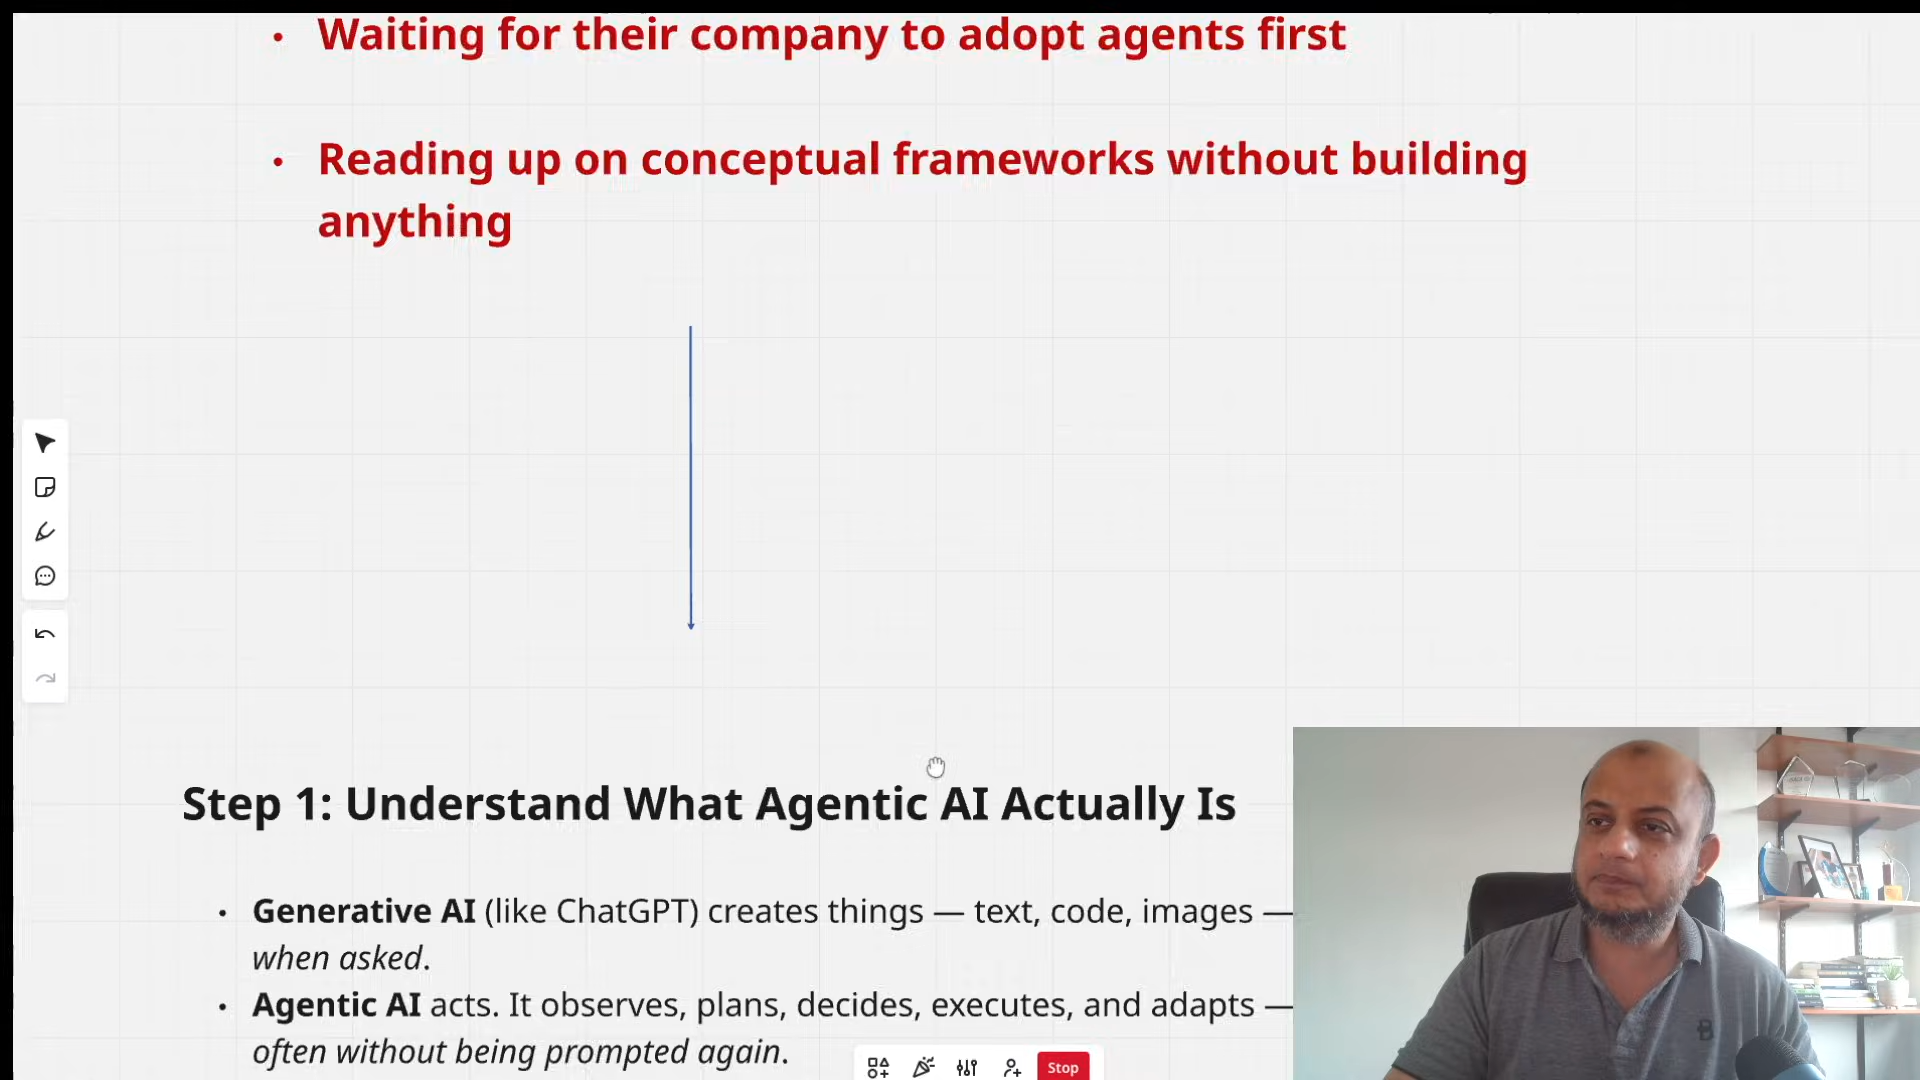 • Waiting for their company to adopt agents first
• Reading up on conceptual frameworks without building
anything
Step 1: Understand What Agentic AI Actually Is
• Generative AI (like ChatGPT) creates things — text, code, images —
when asked.
• Agentic AI acts. It observes, plans, decides, executes, and adapts —
often without being prompted again.
Stop